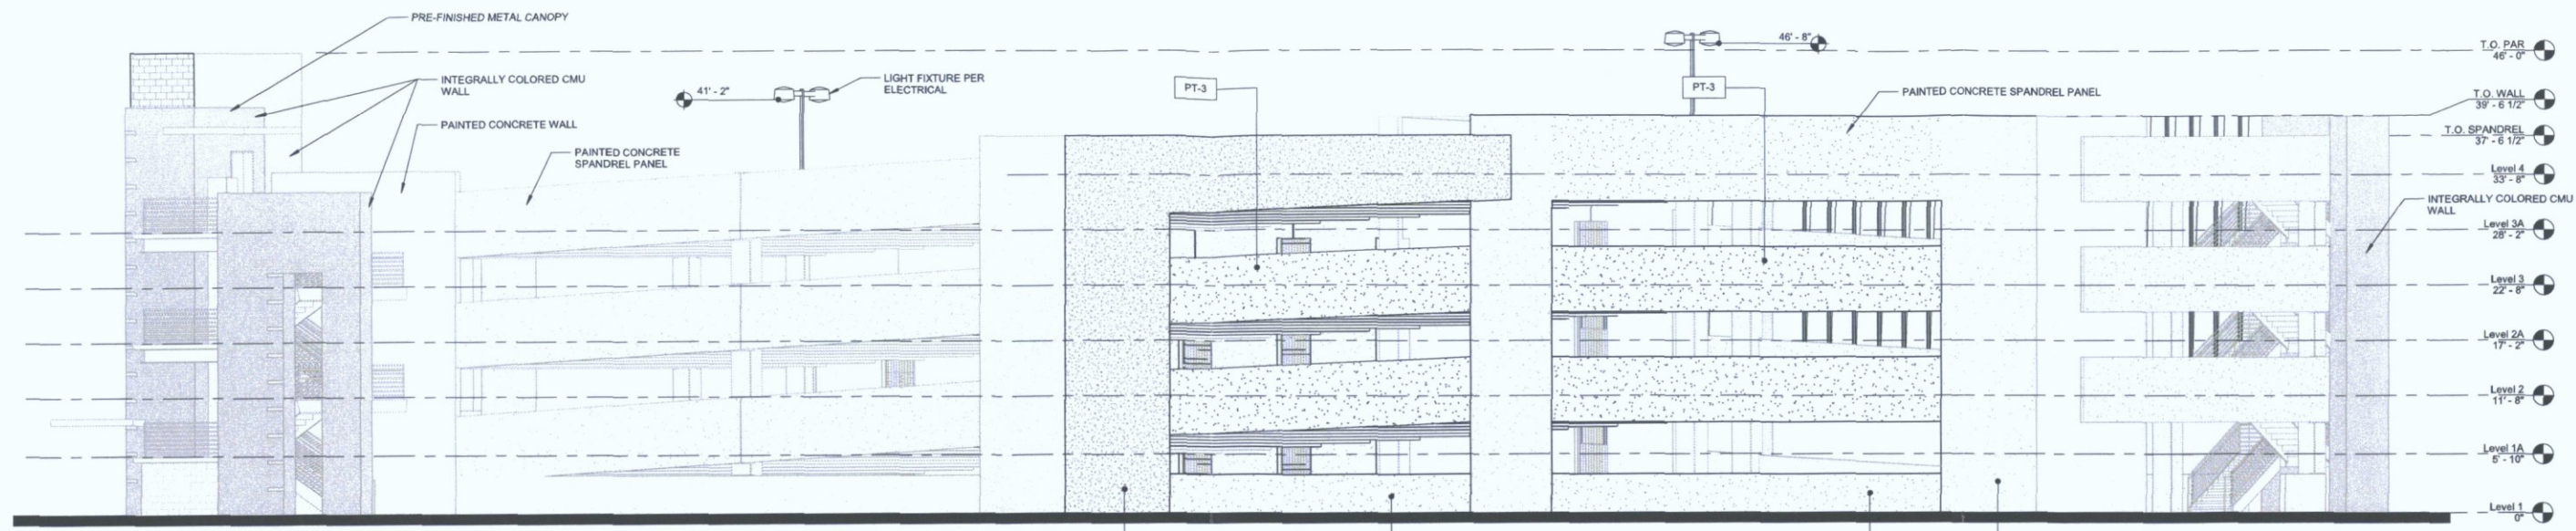 PRE-FINISHED METAL CANOPY
INTEGRALLY COLORED CMU
WALL
PAINTED CONCRETE WALL
PAINTED CONCRETE
SPANDREL PANEL
41' - 2"
LIGHT FIXTURE PER
ELECTRICAL
PT-3
46' - 8"
PT-3
PAINTED CONCRETE SPANDREL PANEL
T.O. PAR
46' - 0"
T.O. WALL
39' - 6 1/2"
T.O. SPANDREL
37' - 6 1/2"
Level 4
33' - 8"
INTEGRALLY COLORED CMU
WALL
Level 3A
28' - 2"
Level 3
22' - 8"
Level 2A
17' - 2"
Level 2
11' - 8"
Level 1A
5' - 10"
Level 1
0"